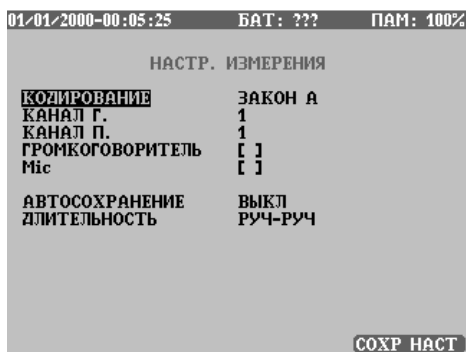 01/01/2000-00:05:25 БАТ: ??? ПАМ: 100%
НАСТР. ИЗМЕРЕНИЯ
КОДИРОВАНИЕ ЗАКОН А
КАНАЛ Г. 1
КАНАЛ П. 1
ГРОМКОГОВОРИТЕЛЬ [ ]
Mic [ ]
АВТОСОХРАНЕНИЕ ВЫКЛ
ДЛИТЕЛЬНОСТЬ РУЧ-РУЧ
СОХР НАСТ